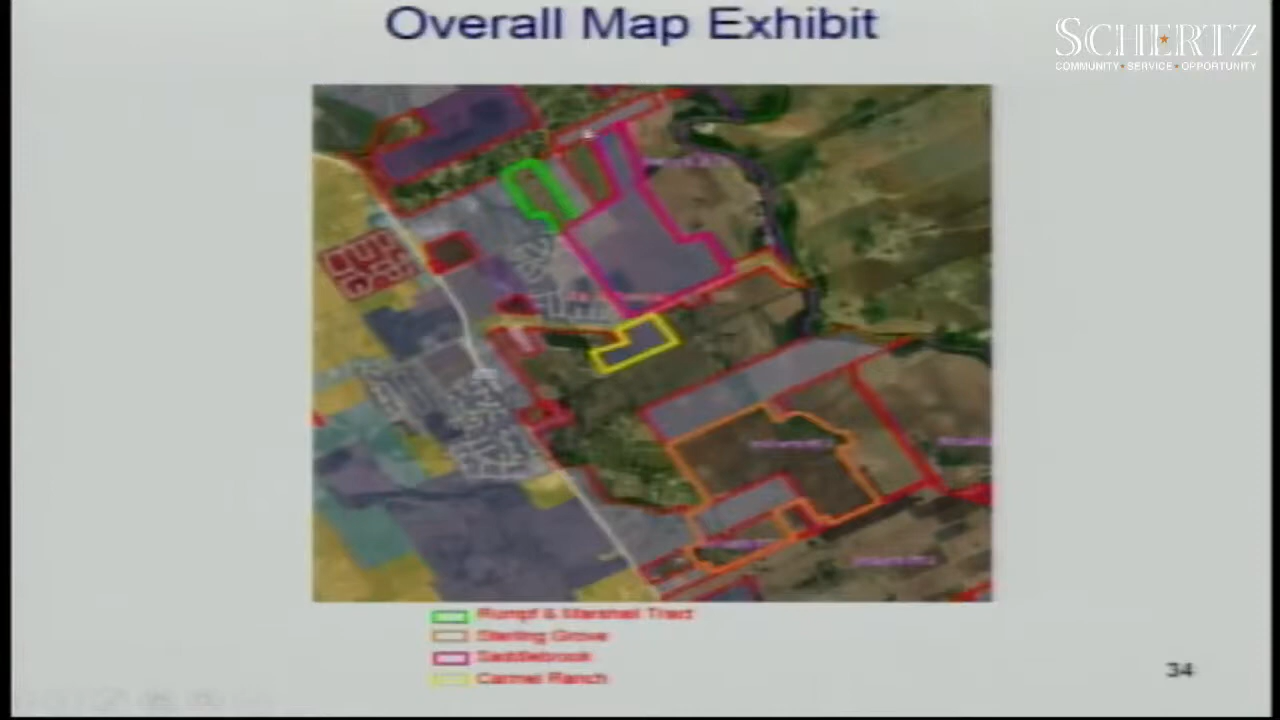 Overall Map Exhibit
SCHERTZ
COMMUNITY★SERVICE★OPPORTUNITY
Rumpf & Marshall Tract
Sterling Grove
Saddlebrook
Carmel Ranch
34